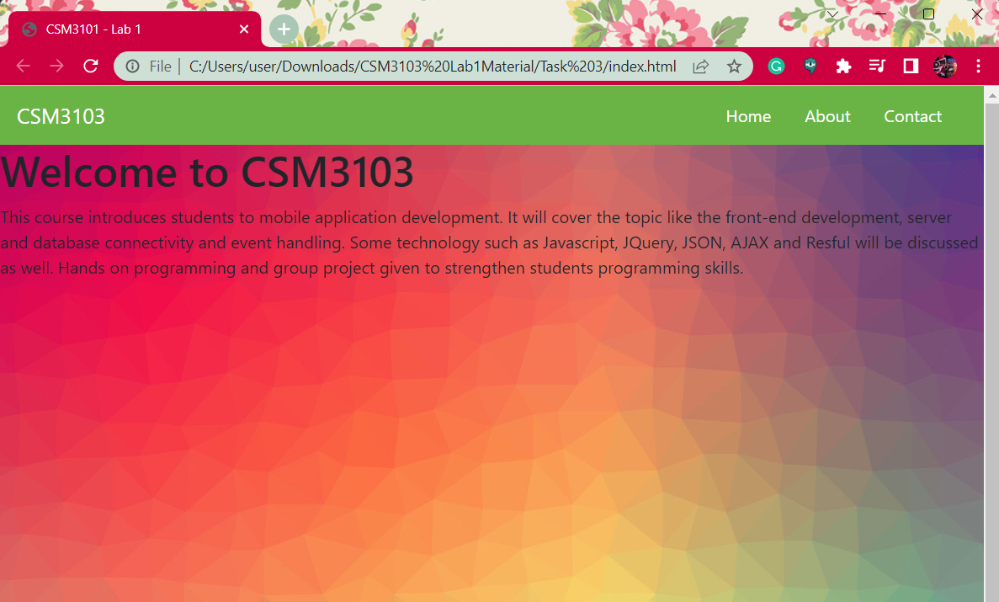 CSM3101 - Lab 1
File | C:/Users/user/Downloads/CSM3103%20Lab1Material/Task%203/index.html
CSM3103 Home About Contact
Welcome to CSM3103
This course introduces students to mobile application development. It will cover the topic like the front-end development, server
and database connectivity and event handling. Some technology such as Javascript, JQuery, JSON, AJAX and Resful will be discussed
as well. Hands on programming and group project given to strengthen students programming skills.